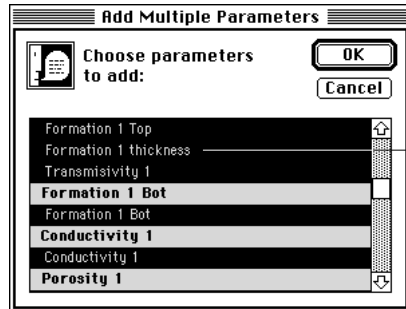 Add Multiple Parameters
Choose parameters
to add:
OK
Cancel
Formation 1 Top
Formation 1 thickness
Transmisivity 1
Formation 1 Bot
Formation 1 Bot
Conductivity 1
Conductivity 1
Porosity 1